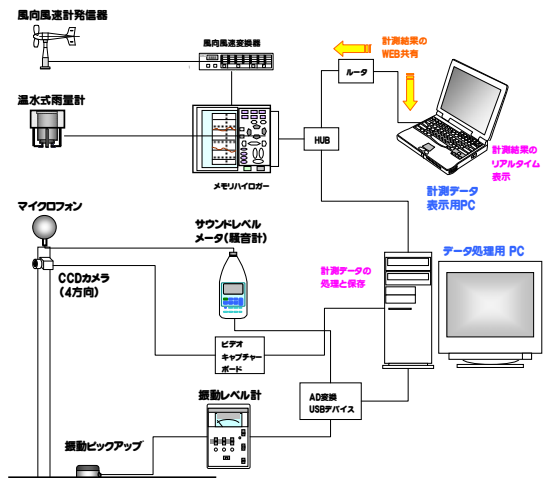 風向風速計発信器
風向風速変換器
計測結果の
WEB共有
ルータ
温水式雨量計
HUB
計測結果の
リアルタイム
表示
メモリハイロガー
計測データ
表示用PC
マイクロフォン
サウンドレベル
メータ(騒音計)
データ処理用 PC
CCDカメラ
(4方向)
計測データの
処理と保存
ビデオ
キャプチャー
ボード
AD変換
USBデバイス
振動レベル計
振動ピックアップ